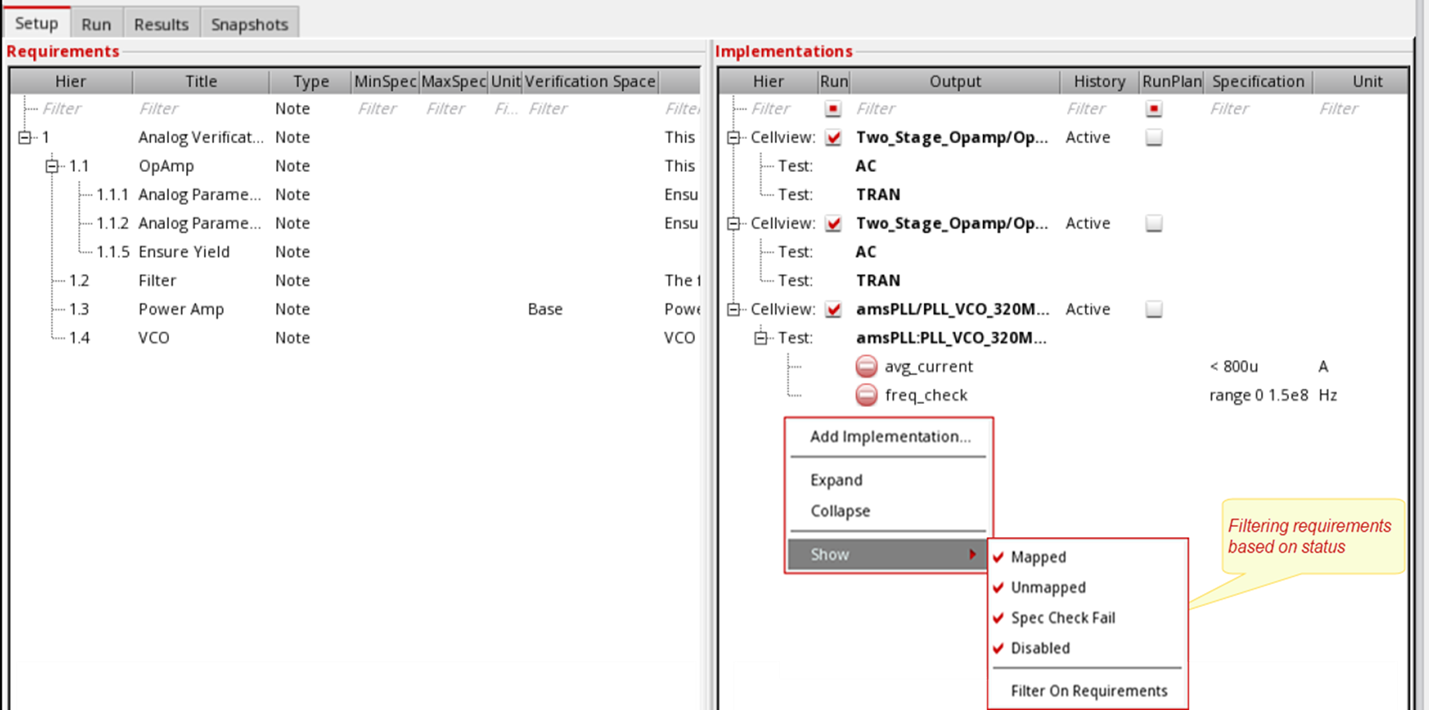 Setup Run Results Snapshots
Requirements
Hier Title Type MinSpec MaxSpec Unit Verification Space
Filter Filter Note Filter Filter Fi... Filter Filter
1 Analog Verificat... Note This
1.1 OpAmp Note This
1.1.1 Analog Parame... Note Ensu
1.1.2 Analog Parame... Note Ensu
1.1.5 Ensure Yield Note
1.2 Filter Note The f
1.3 Power Amp Note Base Powe
1.4 VCO Note VCO
Implementations
Hier Run Output History RunPlan Specification Unit
Filter Filter Filter Filter Filter
Cellview: Two_Stage_Opamp/Op... Active
Test: AC
Test: TRAN
Cellview: Two_Stage_Opamp/Op... Active
Test: AC
Test: TRAN
Cellview: amsPLL/PLL_VCO_320M... Active
Test: amsPLL:PLL_VCO_320M...
avg_current < 800u A
freq_check range 0 1.5e8 Hz
Add Implementation...
Expand
Collapse
Show
Mapped
Unmapped
Spec Check Fail
Disabled
Filter On Requirements
Filtering requirements
based on status